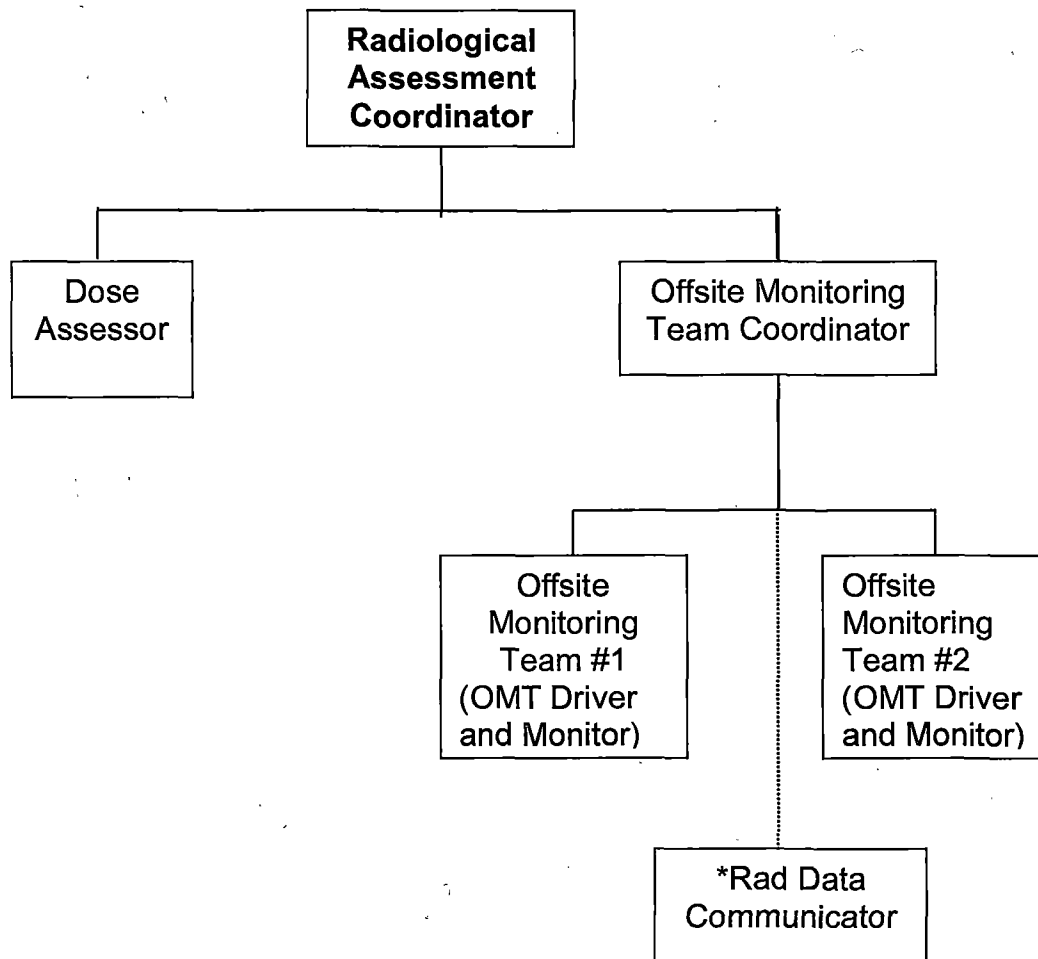 Radiological
Assessment
Coordinator
Dose
Assessor
Offsite Monitoring
Team Coordinator
Offsite
Monitoring
Team #1
(OMT Driver
and Monitor)
Offsite
Monitoring
Team #2
(OMT Driver
and Monitor)
*Rad Data
Communicator